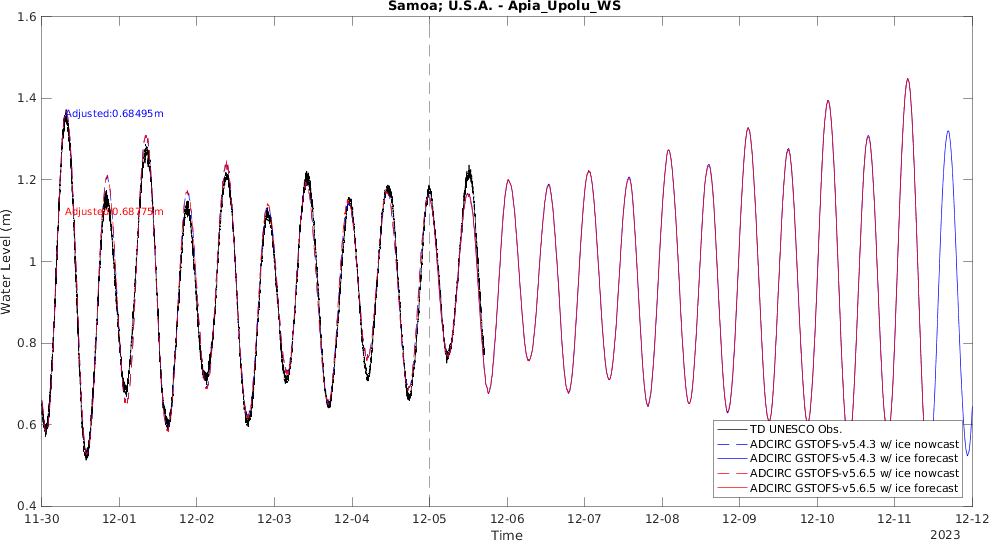 Samoa; U.S.A. - Apia_Upolu_WS
1.6
1.4
1.2
1
0.8
0.6
0.4
Water Level (m)
Adjusted:0.68495m
Adjusted:0.68775m
TD UNESCO Obs.
ADCIRC GSTOFS-v5.4.3 w/ ice nowcast
ADCIRC GSTOFS-v5.4.3 w/ ice forecast
ADCIRC GSTOFS-v5.6.5 w/ ice nowcast
ADCIRC GSTOFS-v5.6.5 w/ ice forecast
11-30 12-01 12-02 12-03 12-04 12-05 12-06 12-07 12-08 12-09 12-10 12-11 12-12
Time
2023